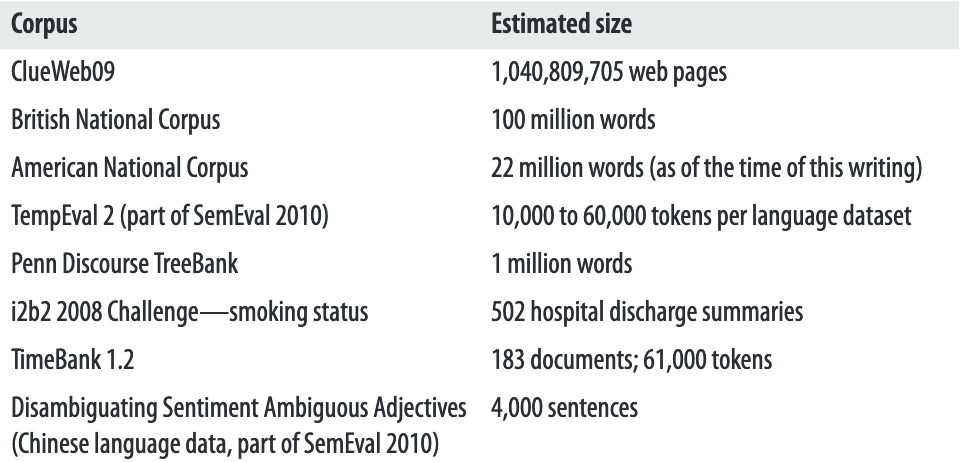 Corpus Estimated size
ClueWeb09 1,040,809,705 web pages
British National Corpus 100 million words
American National Corpus 22 million words (as of the time of this writing)
TempEval 2 (part of SemEval 2010) 10,000 to 60,000 tokens per language dataset
Penn Discourse TreeBank 1 million words
i2b2 2008 Challenge—smoking status 502 hospital discharge summaries
TimeBank 1.2 183 documents; 61,000 tokens
Disambiguating Sentiment Ambiguous Adjectives 4,000 sentences
(Chinese language data, part of SemEval 2010)